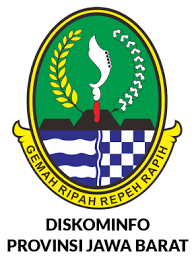 GEMAH RIPAH REPEH RAPIH
DISKOMINFO
PROVINSI JAWA BARAT